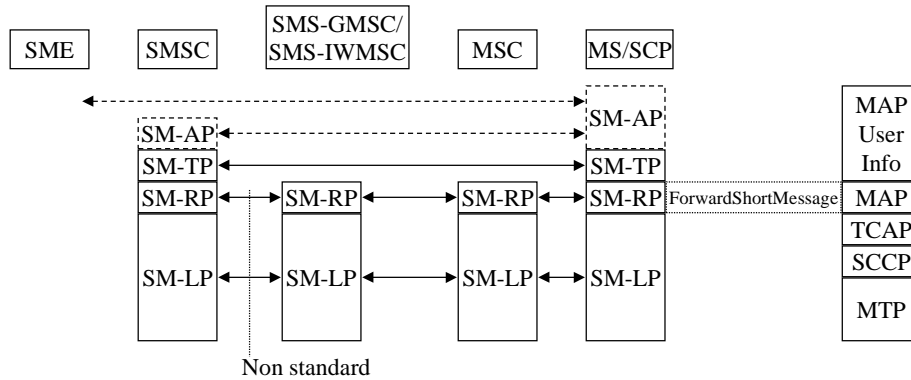 SMS-GMSC/
SME SMSC SMS-IWMSC MSC MS/SCP
MAP
SM-AP
SM-AP User
SM-TP SM-TP Info
SM-RP SM-RP SM-RP SM-RP ForwardShortMessage MAP
TCAP
SCCP
SM-LP SM-LP SM-LP SM-LP
MTP
Non standard